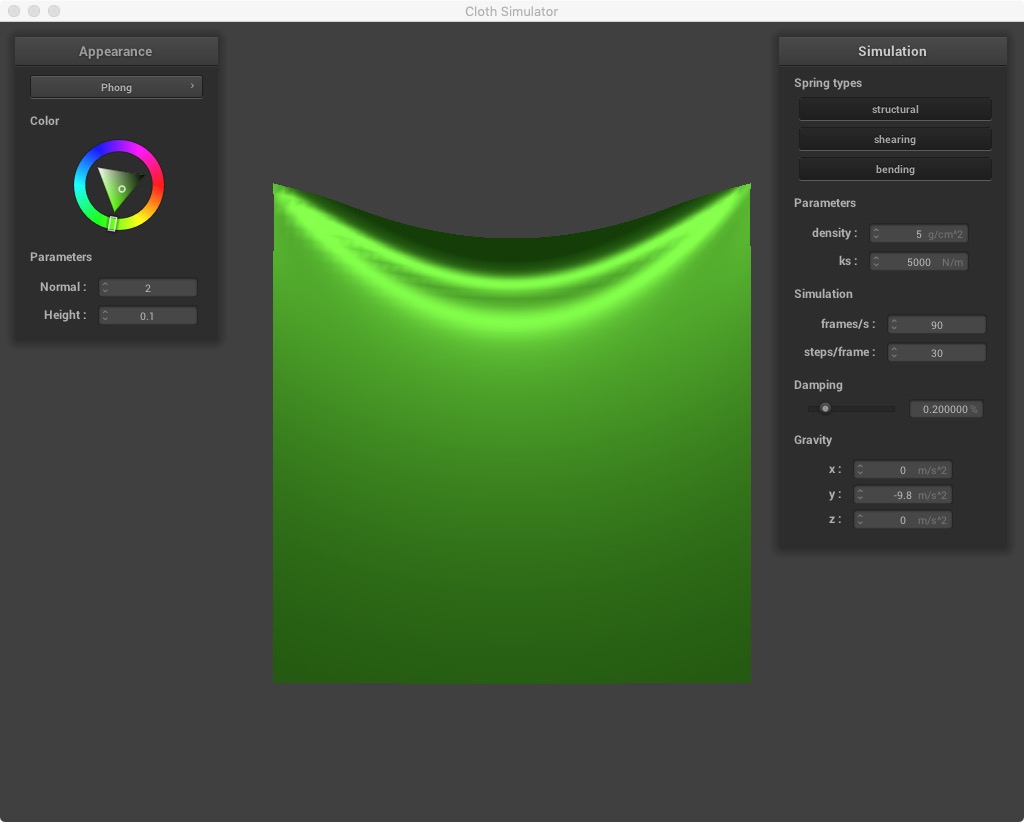 Cloth Simulator
Appearance
Phong
Color
Parameters
Normal : 2
Height : 0.1
Simulation
Spring types
structural
shearing
bending
Parameters
density : 5 g/cm^2
ks : 5000 N/m
Simulation
frames/s : 90
steps/frame : 30
Damping
0.200000 %
Gravity
x : 0 m/s^2
y : -9.8 m/s^2
z : 0 m/s^2